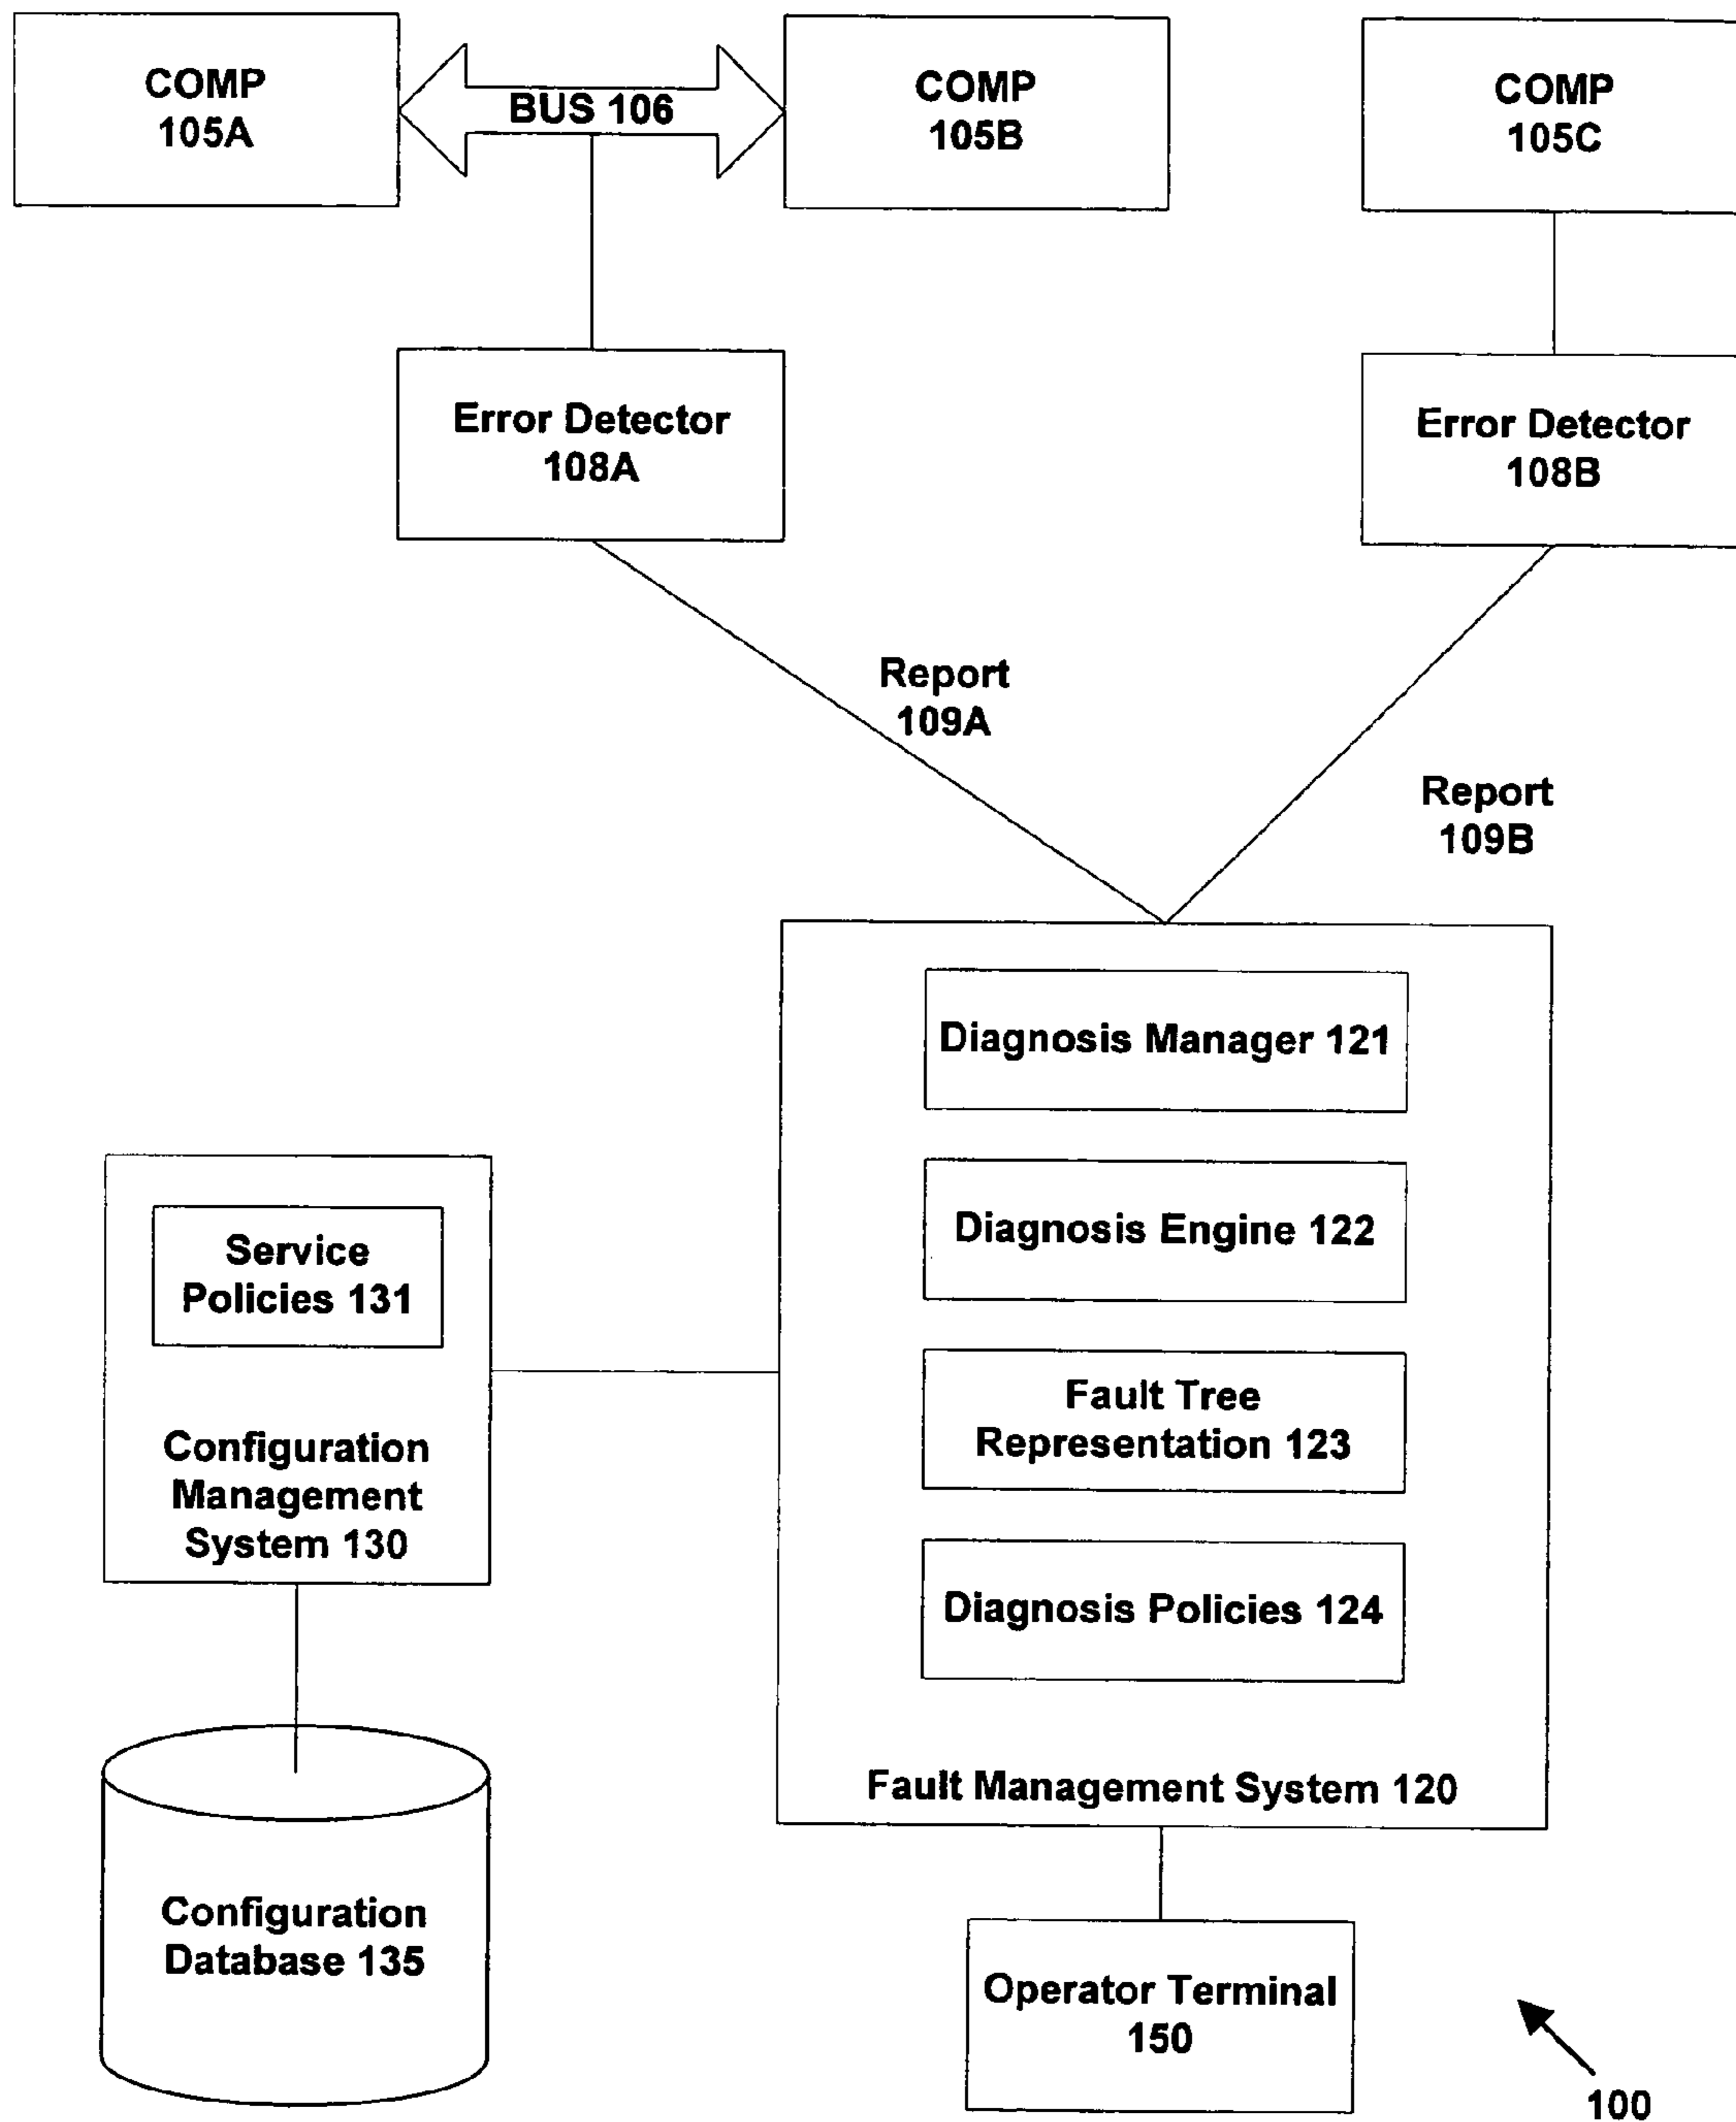 COMP
105A
BUS 106
COMP
105B
COMP
105C
Error Detector
108A
Error Detector
108B
Report
109A
Report
109B
Diagnosis Manager 121
Diagnosis Engine 122
Fault Tree
Representation 123
Diagnosis Policies 124
Fault Management System 120
Service
Policies 131
Configuration
Management
System 130
Configuration
Database 135
Operator Terminal
150
100